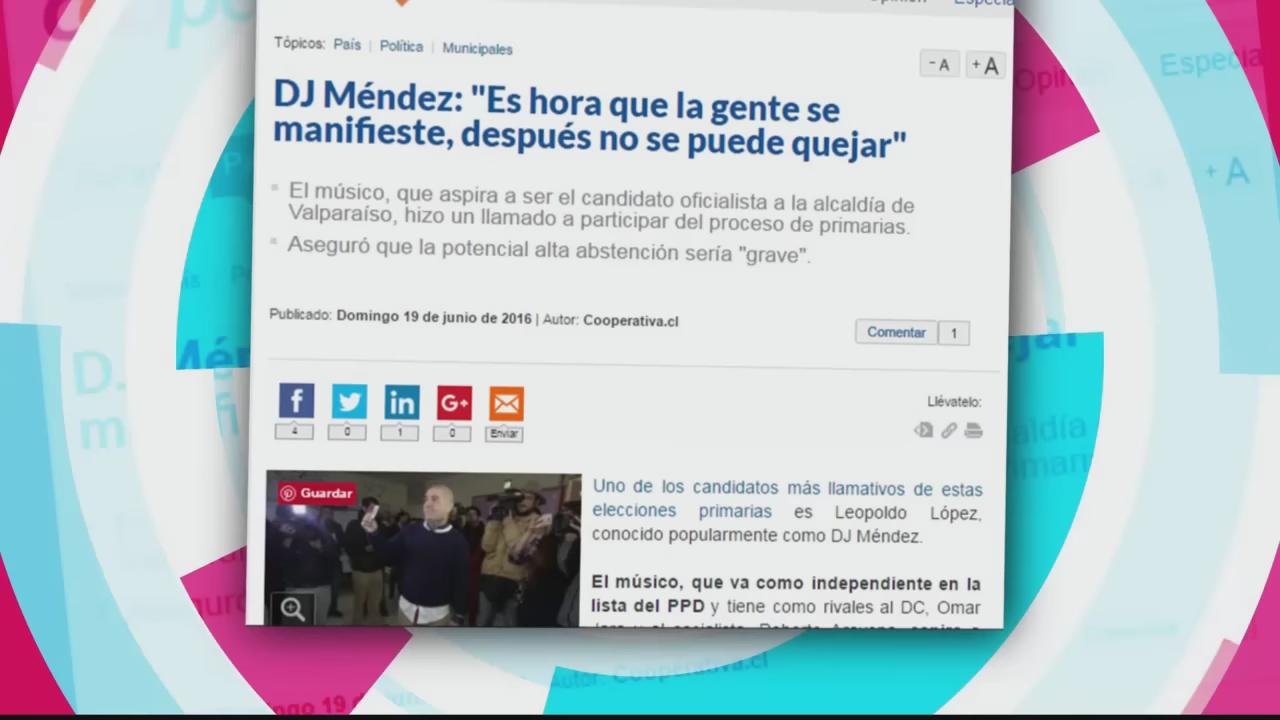 Opinión Especia
Tópicos: País | Política | Municipales
- A + A
DJ Méndez: "Es hora que la gente se
manifieste, después no se puede quejar"
El músico, que aspira a ser el candidato oficialista a la alcaldía de
Valparaíso, hizo un llamado a participar del proceso de primarias.
Aseguró que la potencial alta abstención sería "grave".
Publicado: Domingo 19 de junio de 2016 | Autor: Cooperativa.cl
Comentar 1
Llévatelo:
4 0 1 0 Enviar
Guardar
Uno de los candidatos más llamativos de estas
elecciones primarias es Leopoldo López,
conocido popularmente como DJ Méndez.
El músico, que va como independiente en la
lista del PPD y tiene como rivales al DC, Omar